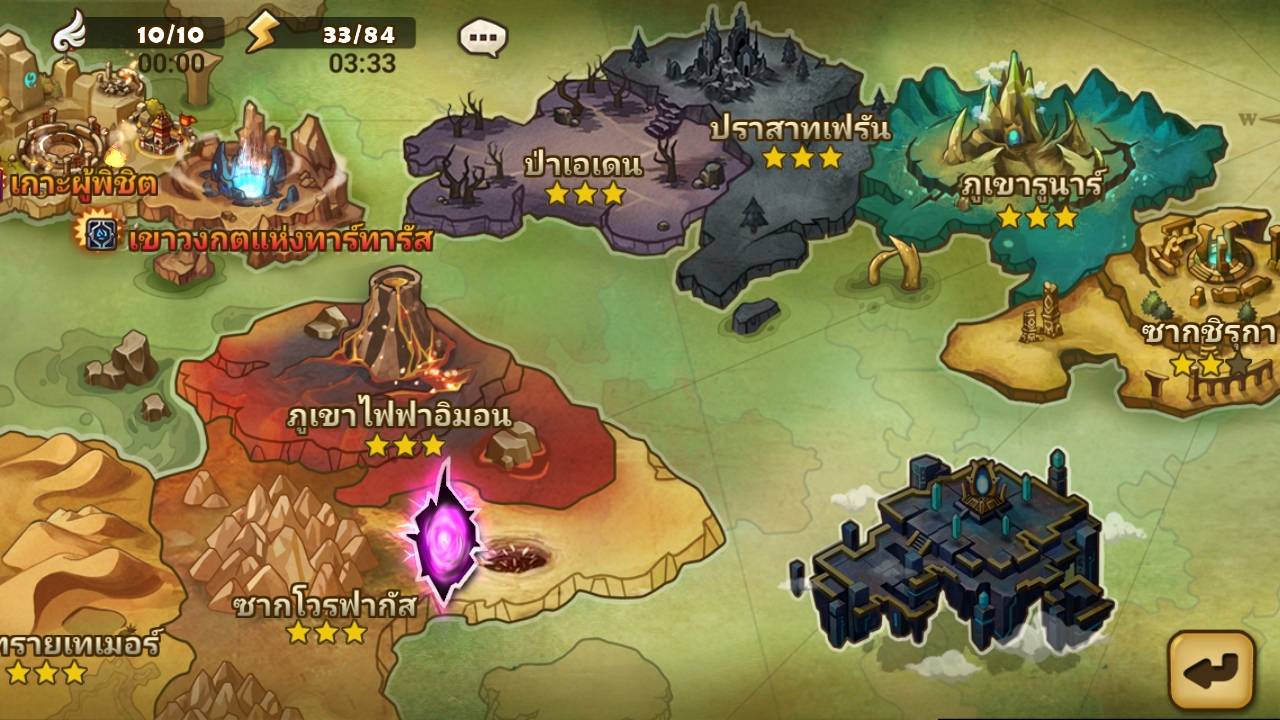 10/10
33/84
00:00
03:33
ปราสาทเฟรัน
W
ป่าเอเดน
เกาะผู้พิชิต
ภูเขารูนาร์
เขาวงกตแห่งทาร์ทารัส
ซากชิรุกา
ภูเขาไฟฟาอิมอน
ซากโวรฟากัส
ทรายเทเมอร์